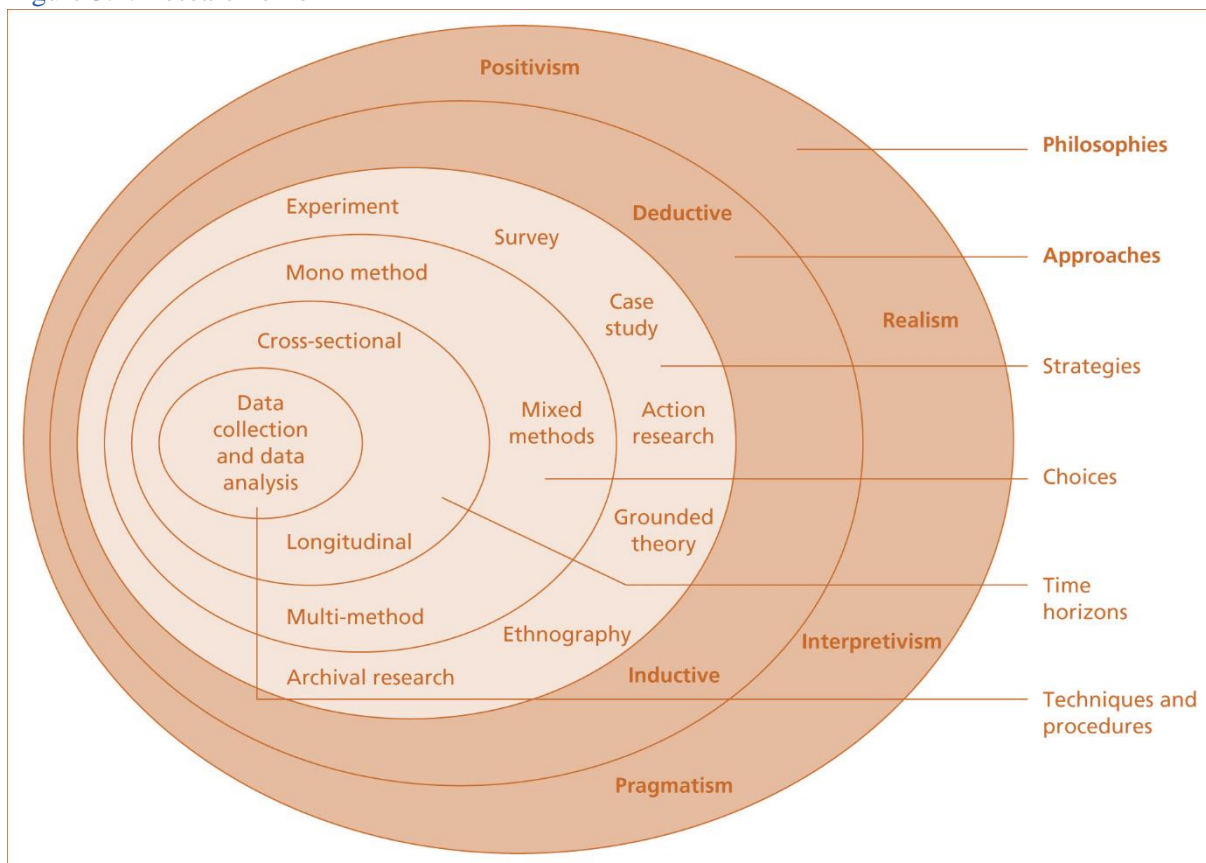 Positivism
Philosophies
Experiment
Deductive
Survey
Approaches
Mono method
Case
study
Realism
Cross-sectional
Strategies
Data
collection
and data
analysis
Mixed
methods
Action
research
Choices
Grounded
theory
Longitudinal
Time
horizons
Multi-method
Ethnography
Interpretivism
Archival research
Inductive
Techniques and
procedures
Pragmatism